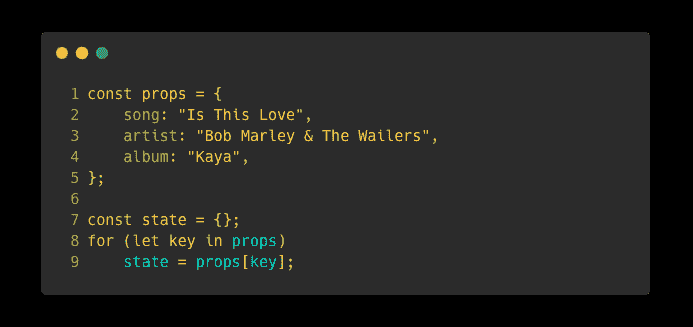 1 const props = {
2     song: "Is This Love",
3     artist: "Bob Marley & The Wailers",
4     album: "Kaya",
5 };
6
7 const state = {};
8 for (let key in props)
9     state = props[key];